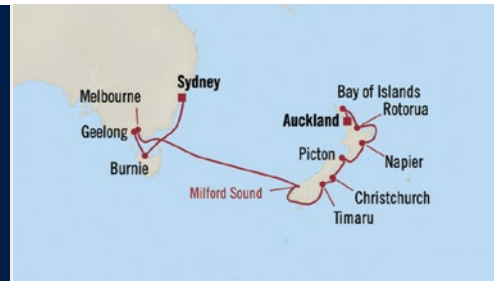 Sydney
Melbourne
Geelong
Burnie
Bay of Islands
Rotorua
Auckland
Picton
Napier
Milford Sound
Christchurch
Timaru